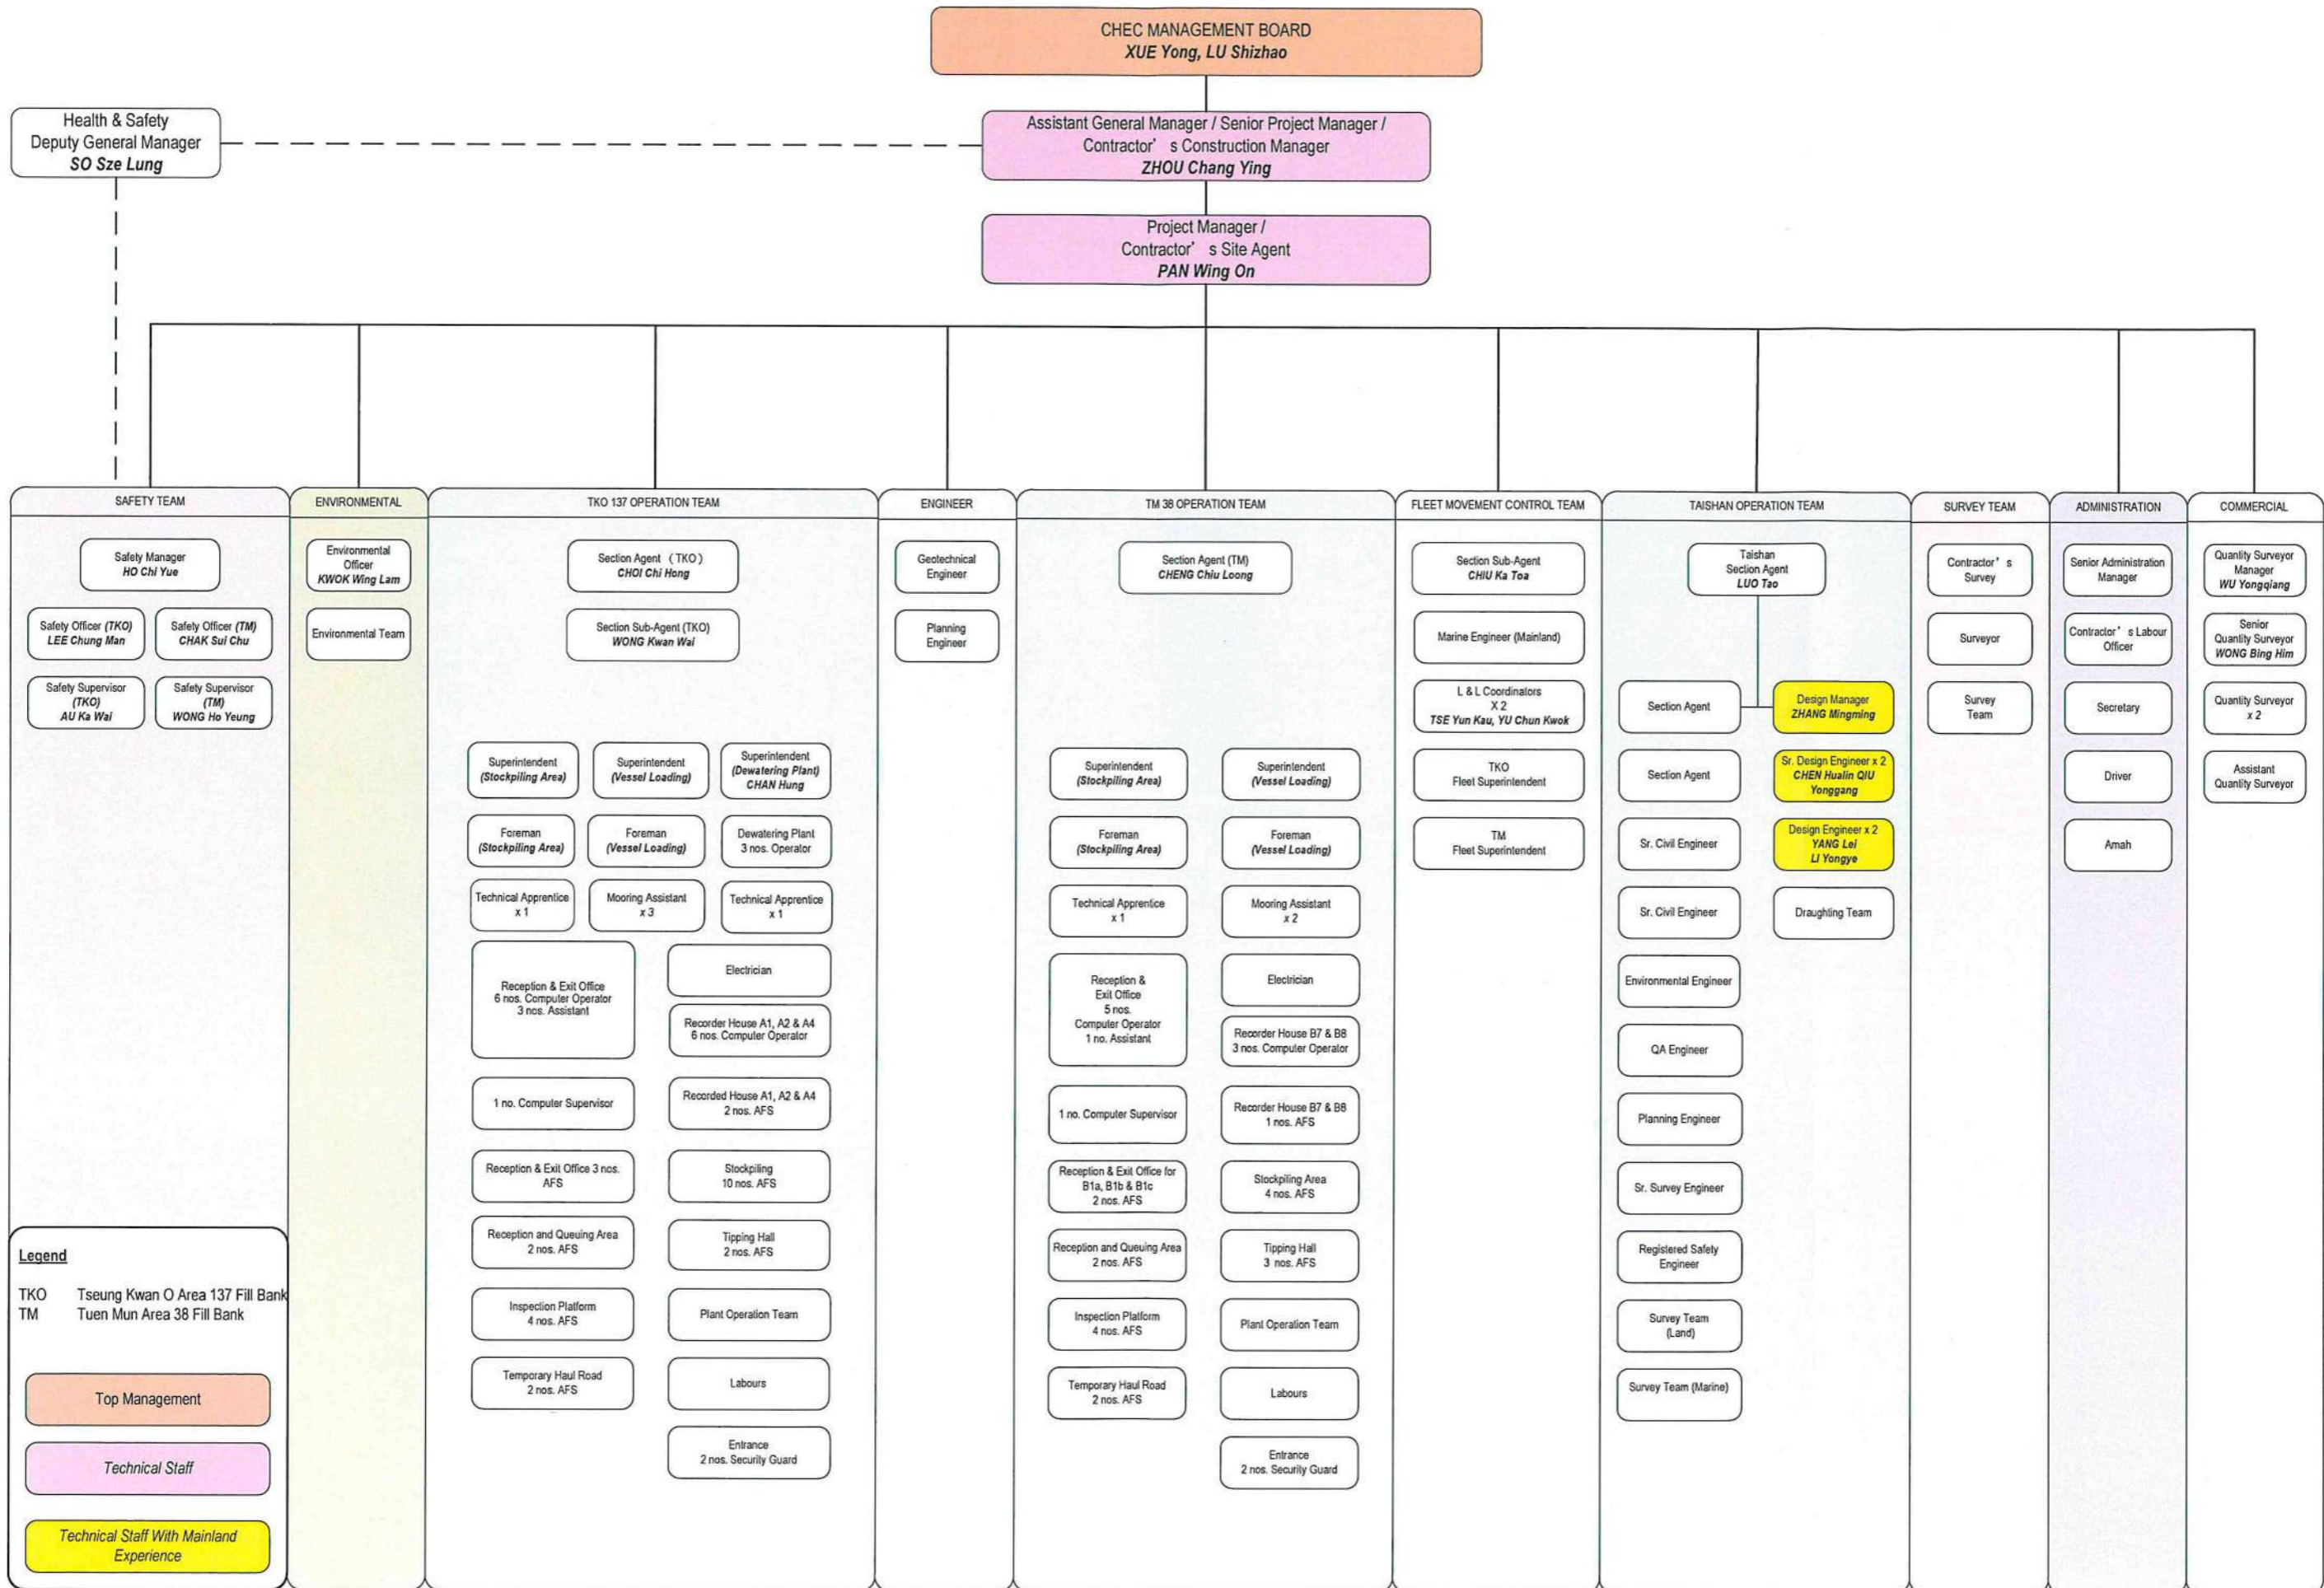 CHEC MANAGEMENT BOARD
XUE Yong, LU Shizhao
Health & Safety
Deputy General Manager
SO Sze Lung
Assistant General Manager / Senior Project Manager /
Contractor’ s Construction Manager
ZHOU Chang Ying
Project Manager /
Contractor’ s Site Agent
PAN Wing On
SAFETY TEAM
Safety Manager
HO Chi Yue
Safety Officer (TKO)
LEE Chung Man
Safety Officer (TM)
CHAK Sui Chu
Safety Supervisor
(TKO)
AU Ka Wai
Safety Supervisor
(TM)
WONG Ho Yeung
ENVIRONMENTAL
Environmental
Officer
KWOK Wing Lam
Environmental Team
TKO 137 OPERATION TEAM
Section Agent （TKO）
CHOI Chi Hong
Section Sub-Agent (TKO)
WONG Kwan Wai
Superintendent
(Stockpiling Area)
Superintendent
(Vessel Loading)
Superintendent
(Dewatering Plant)
CHAN Hung
Foreman
(Stockpiling Area)
Foreman
(Vessel Loading)
Dewatering Plant
3 nos. Operator
Technical Apprentice
x 1
Mooring Assistant
x 3
Technical Apprentice
x 1
Reception & Exit Office
6 nos. Computer Operator
3 nos. Assistant
Electrician
Recorder House A1, A2 & A4
6 nos. Computer Operator
1 no. Computer Supervisor
Recorded House A1, A2 & A4
2 nos. AFS
Reception & Exit Office 3 nos.
AFS
Stockpiling
10 nos. AFS
Reception and Queuing Area
2 nos. AFS
Tipping Hall
2 nos. AFS
Inspection Platform
4 nos. AFS
Plant Operation Team
Temporary Haul Road
2 nos. AFS
Labours
Entrance
2 nos. Security Guard
ENGINEER
Geotechnical
Engineer
Planning
Engineer
TM 38 OPERATION TEAM
Section Agent (TM)
CHENG Chiu Loong
Superintendent
(Stockpiling Area)
Superintendent
(Vessel Loading)
Foreman
(Stockpiling Area)
Foreman
(Vessel Loading)
Technical Apprentice
x 1
Mooring Assistant
x 2
Reception &
Exit Office
5 nos.
Computer Operator
1 no. Assistant
Electrician
Recorder House B7 & B8
3 nos. Computer Operator
1 no. Computer Supervisor
Recorder House B7 & B8
1 nos. AFS
Reception & Exit Office for
B1a, B1b & B1c
2 nos. AFS
Stockpiling Area
4 nos. AFS
Reception and Queuing Area
2 nos. AFS
Tipping Hall
3 nos. AFS
Inspection Platform
4 nos. AFS
Plant Operation Team
Temporary Haul Road
2 nos. AFS
Labours
Entrance
2 nos. Security Guard
FLEET MOVEMENT CONTROL TEAM
Section Sub-Agent
CHIU Ka Toa
Marine Engineer (Mainland)
L & L Coordinators
X 2
TSE Yun Kau, YU Chun Kwok
TKO
Fleet Superintendent
TM
Fleet Superintendent
TAISHAN OPERATION TEAM
Taishan
Section Agent
LUO Tao
Section Agent
Design Manager
ZHANG Mingming
Section Agent
Sr. Design Engineer x 2
CHEN Hualin QIU
Yonggang
Sr. Civil Engineer
Design Engineer x 2
YANG Lei
LI Yongye
Sr. Civil Engineer
Draughting Team
Environmental Engineer
QA Engineer
Planning Engineer
Sr. Survey Engineer
Registered Safety
Engineer
Survey Team
(Land)
Survey Team (Marine)
SURVEY TEAM
Contractor’ s
Survey
Surveyor
Survey
Team
ADMINISTRATION
Senior Administration
Manager
Contractor’ s Labour
Officer
Secretary
Driver
Amah
COMMERCIAL
Quantity Surveyor
Manager
WU Yongqiang
Senior
Quantity Surveyor
WONG Bing Him
Quantity Surveyor
x 2
Assistant
Quantity Surveyor
Legend
TKO Tseung Kwan O Area 137 Fill Bank
TM Tuen Mun Area 38 Fill Bank
Top Management
Technical Staff
Technical Staff With Mainland
Experience